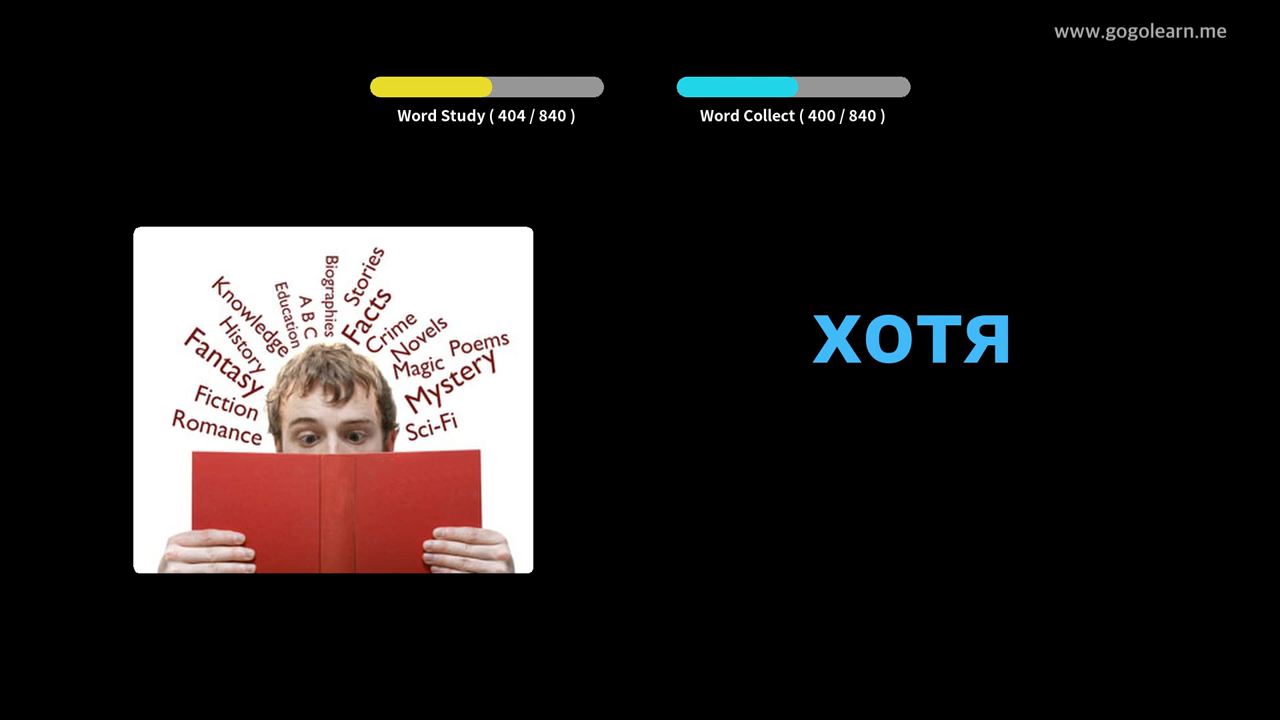 www.gogolearn.me
Word Study ( 404 / 840 )
Word Collect ( 400 / 840 )
Knowledge
Education
A B C
Biographies
Stories
Facts
History
Crime
Novels
Poems
Fantasy
Magic
Mystery
Fiction
Romance
Sci-Fi
хотя